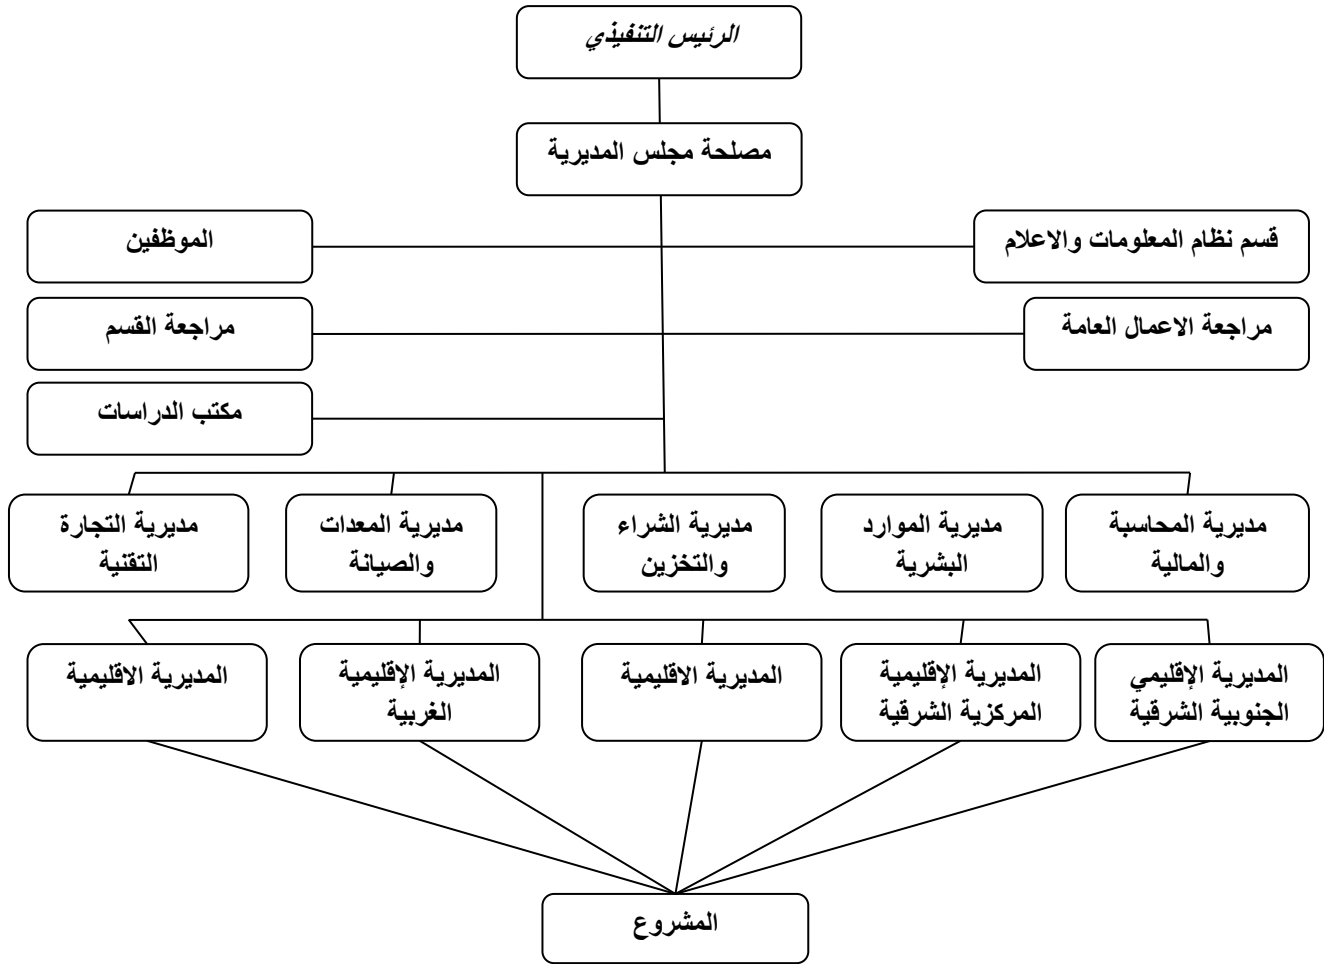 الرئيس التنفيذي
مصلحة مجلس المديرية
قسم نظام المعلومات والاعلام
الموظفين
مراجعة الاعمال العامة
مراجعة القسم
مكتب الدراسات
مديرية المحاسبة
والمالية
مديرية الموارد
البشرية
مديرية الشراء
والتخزين
مديرية المعدات
والصيانة
مديرية التجارة
التقنية
المديرية الإقليمي
الجنوبية الشرقية
المديرية الإقليمية
المركزية الشرقية
المديرية الاقليمية
المديرية الإقليمية
الغربية
المديرية الاقليمية
المشروع